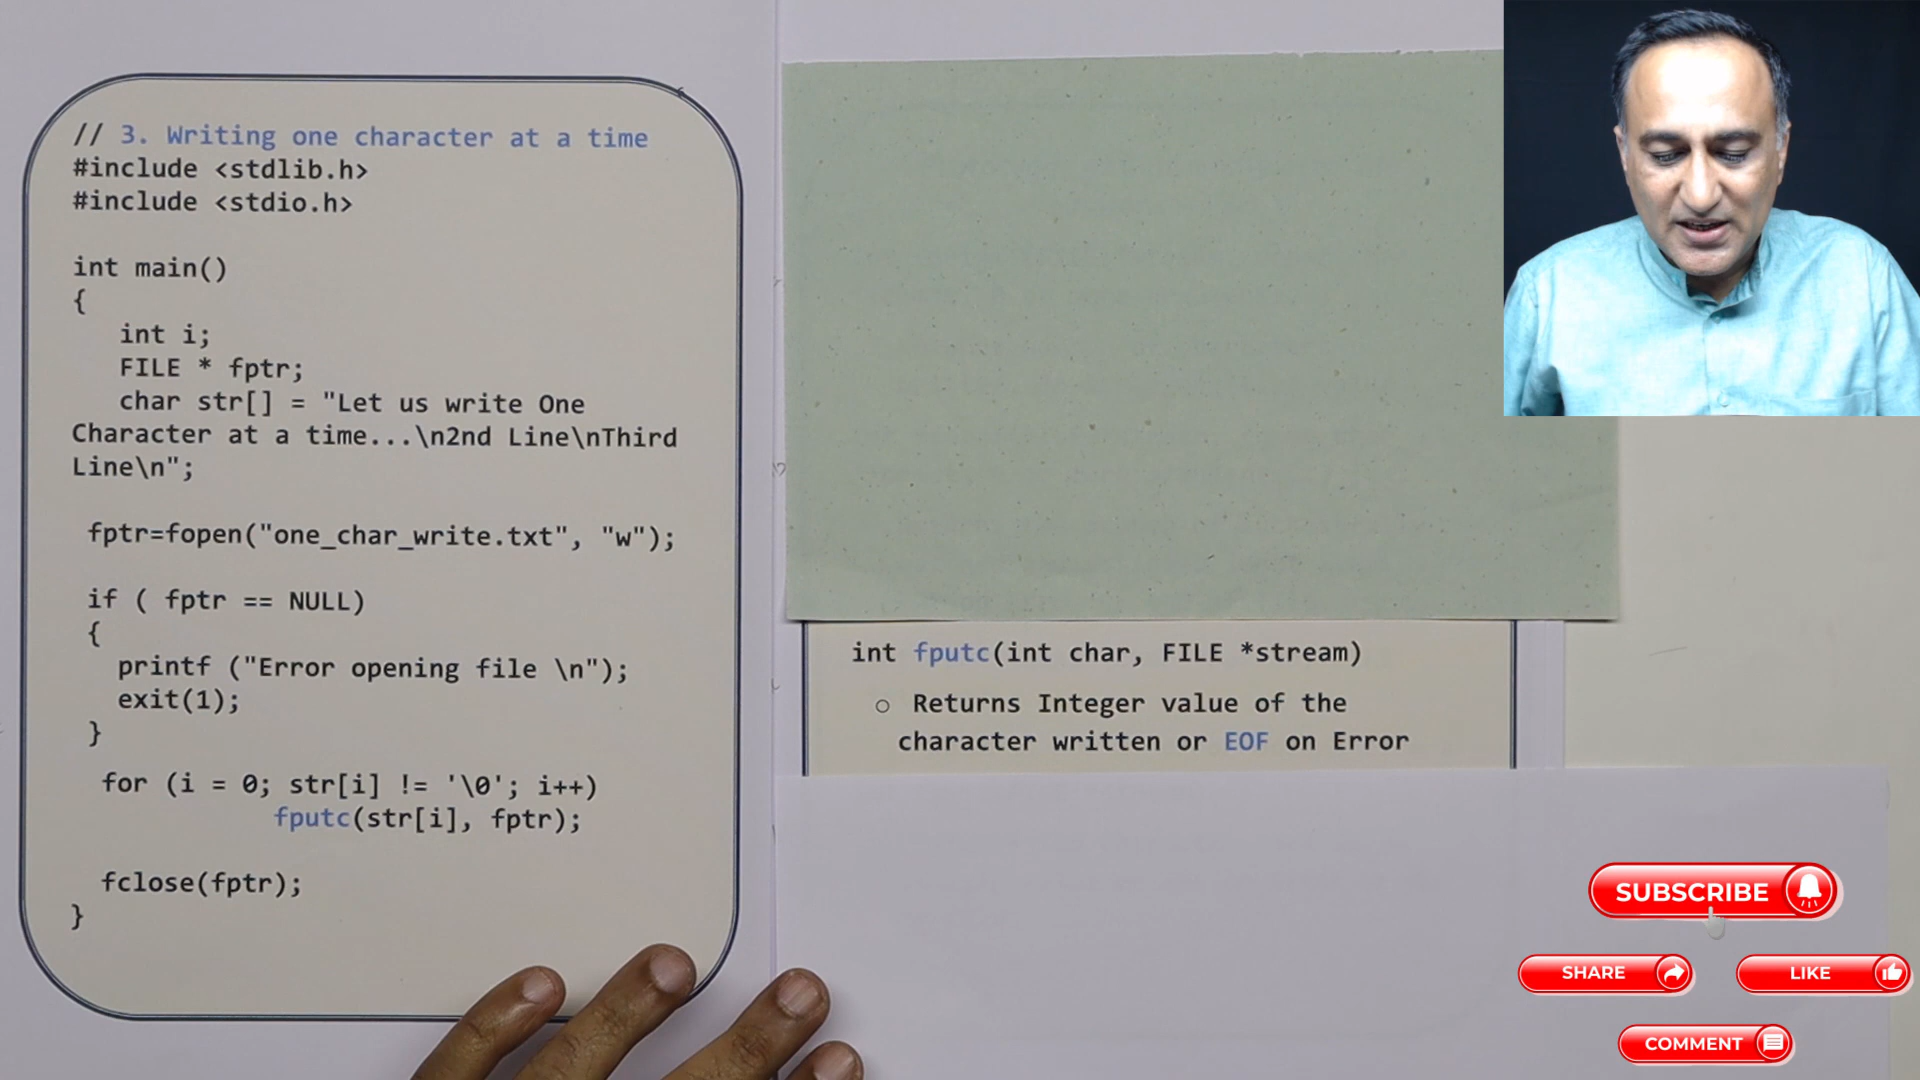 // 3. Writing one character at a time
#include <stdlib.h>
#include <stdio.h>
int main()
{
int i;
FILE * fptr;
char str[] = "Let us write One
Character at a time...\n2nd Line\nThird
Line\n";
fptr=fopen("one_char_write.txt", "w");
if ( fptr == NULL)
{
printf ("Error opening file \n");
exit(1);
}
for (i = 0; str[i] != '\0'; i++)
fputc(str[i], fptr);
fclose(fptr);
}
int fputc(int char, FILE *stream)
○ Returns Integer value of the
character written or EOF on Error
SUBSCRIBE
SHARE
LIKE
COMMENT